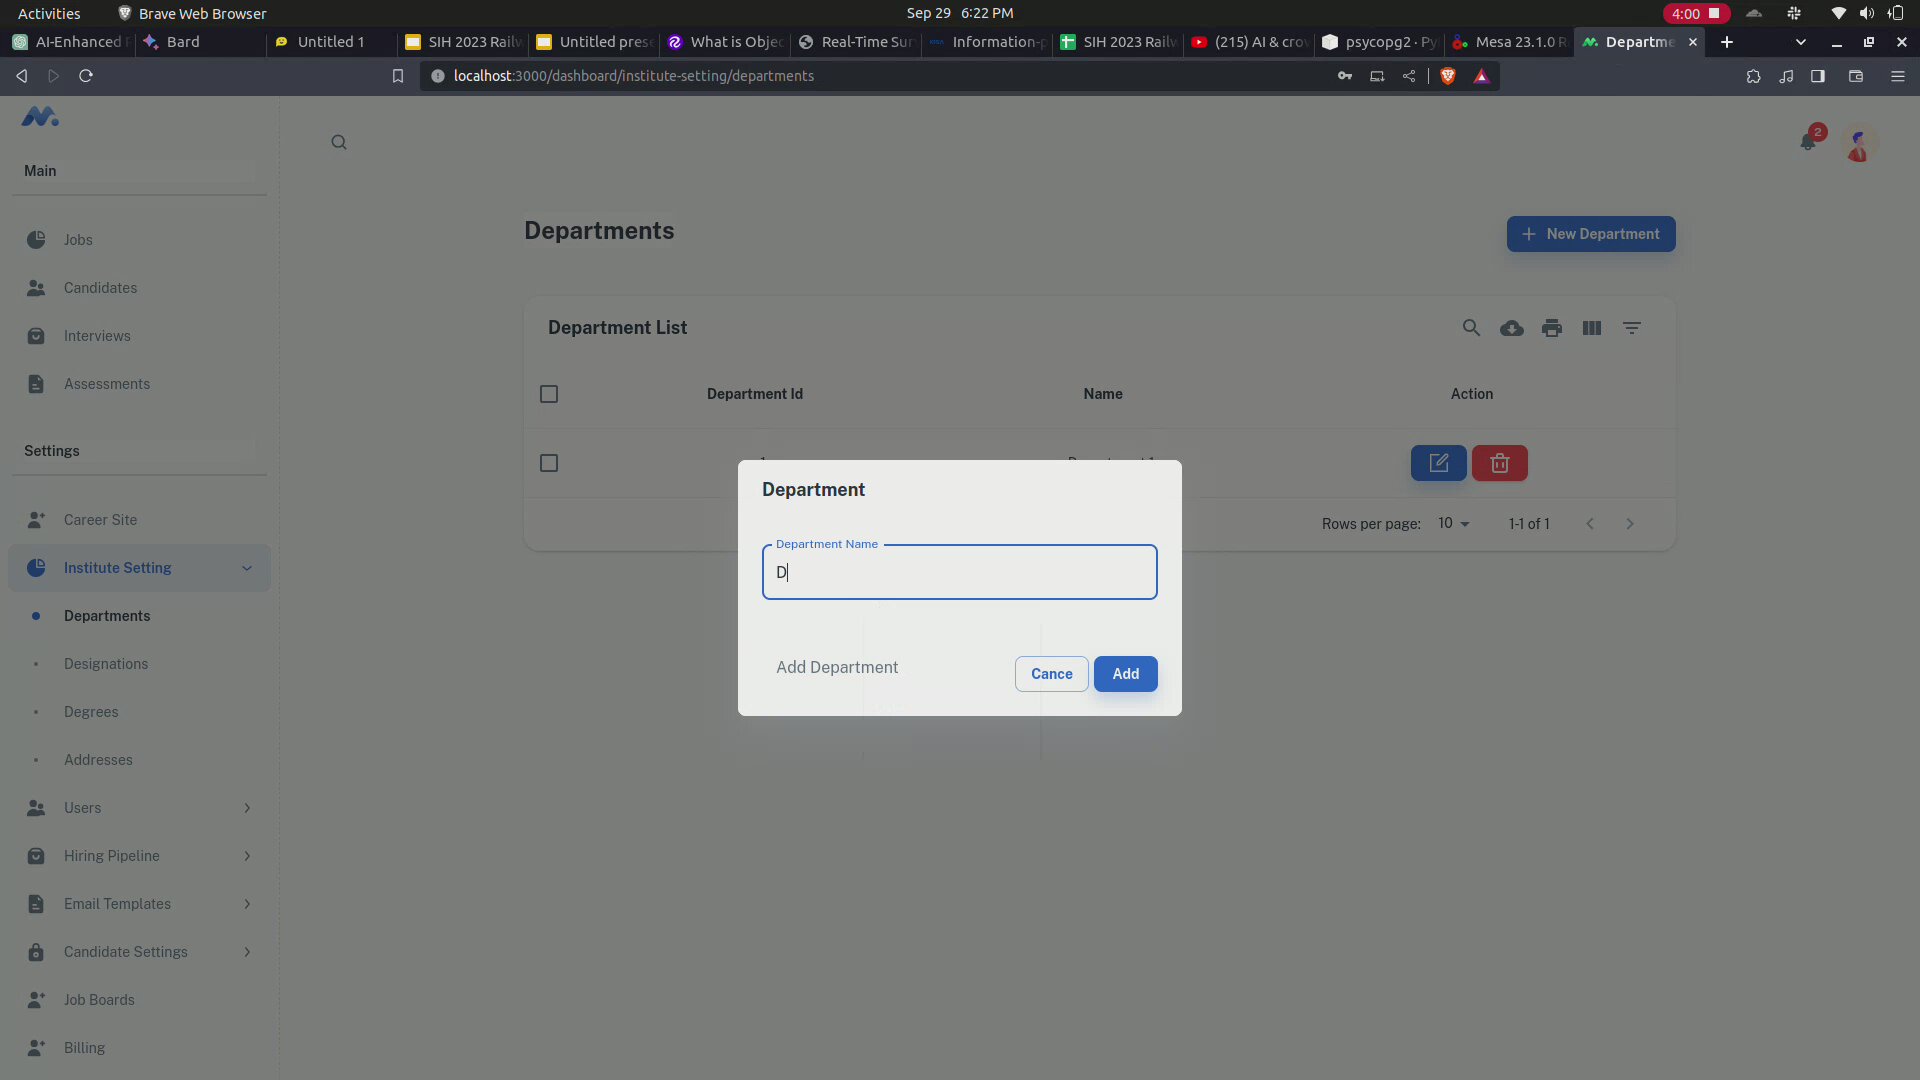 Activities Brave Web Browser Sep 29 6:22 PM 4:00
AI-Enhanced Bard Untitled 1 SIH 2023 Railw Untitled prese What is Objec Real-Time Sur Information-p SIH 2023 Railw (215) AI & crow psycopg2 · Py Mesa 23.1.0 R Departme
localhost:3000/dashboard/institute-setting/departments
2
Main
Jobs
Candidates
Interviews
Assessments
Settings
Career Site
Institute Setting
Departments
Designations
Degrees
Addresses
Users
Hiring Pipeline
Email Templates
Candidate Settings
Job Boards
Billing
Departments
New Department
Department List
Department Id Name Action
Rows per page: 10 1-1 of 1
Department
Department Name
D
Add Department Cance Add